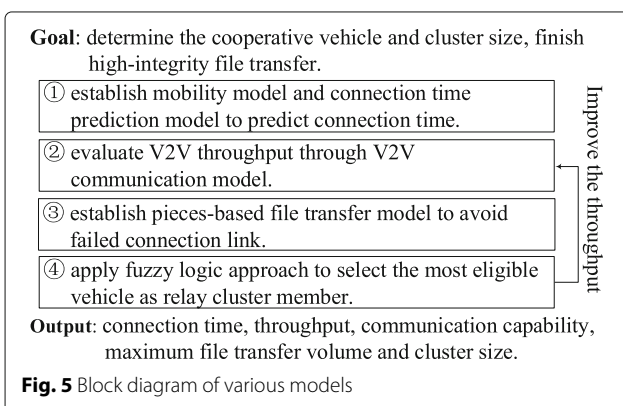 Goal: determine the cooperative vehicle and cluster size, finish
high-integrity file transfer.
① establish mobility model and connection time
prediction model to predict connection time.
② evaluate V2V throughput through V2V
communication model.
③ establish pieces-based file transfer model to avoid
failed connection link.
④ apply fuzzy logic approach to select the most eligible
vehicle as relay cluster member.
Improve the throughput
Output: connection time, throughput, communication capability,
maximum file transfer volume and cluster size.
Fig. 5 Block diagram of various models